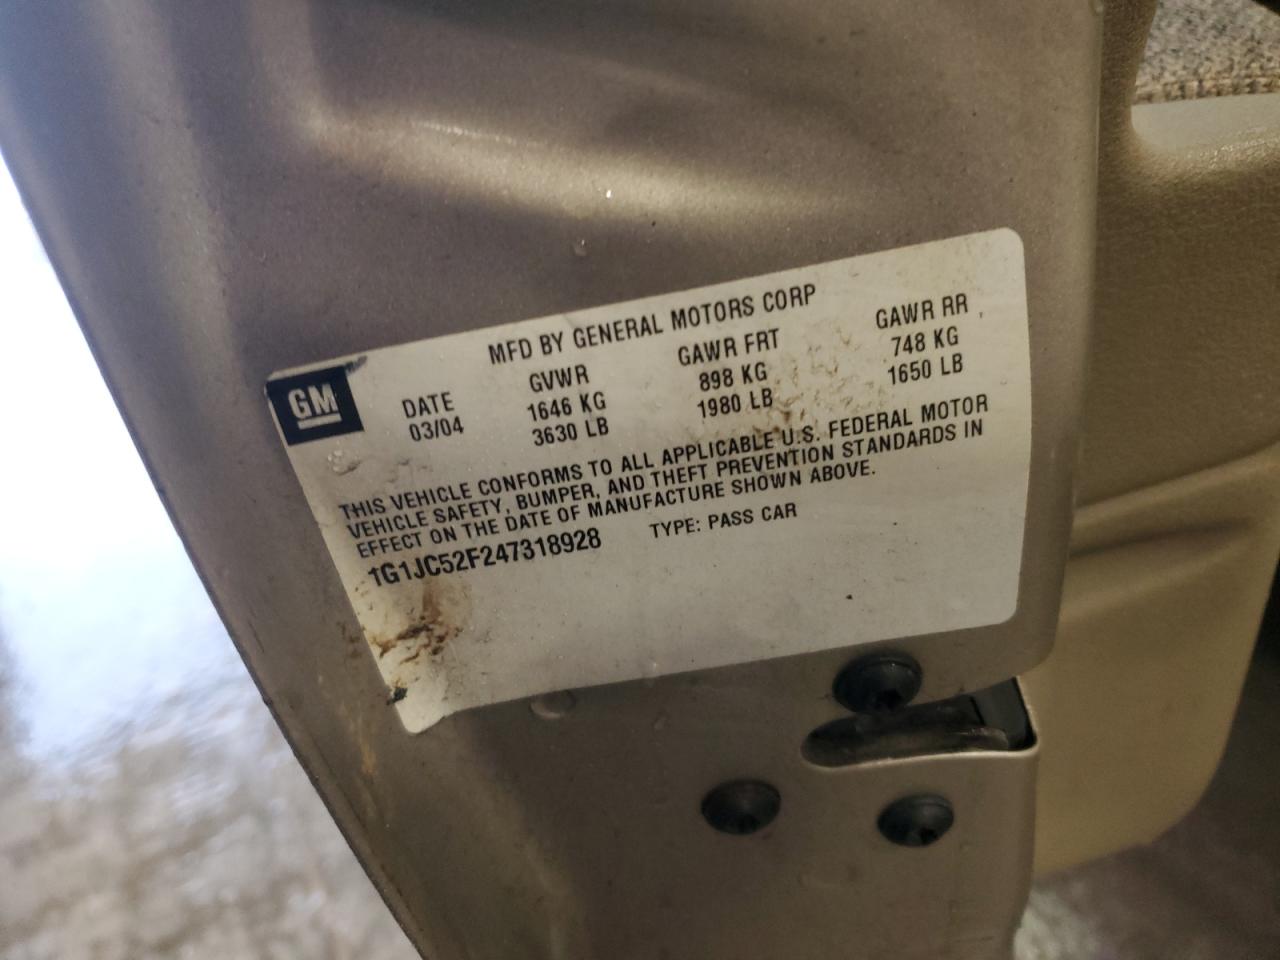 MFD BY GENERAL MOTORS CORP
GM
DATE GVWR GAWR FRT GAWR RR
03/04 1646 KG 898 KG 748 KG
3630 LB 1980 LB 1650 LB
THIS VEHICLE CONFORMS TO ALL APPLICABLE U.S. FEDERAL MOTOR
VEHICLE SAFETY, BUMPER, AND THEFT PREVENTION STANDARDS IN
EFFECT ON THE DATE OF MANUFACTURE SHOWN ABOVE.
1G1JC52F247318928 TYPE: PASS CAR